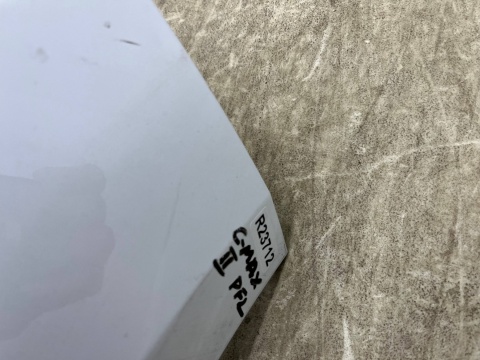 R23712
C-MAX
II PFL